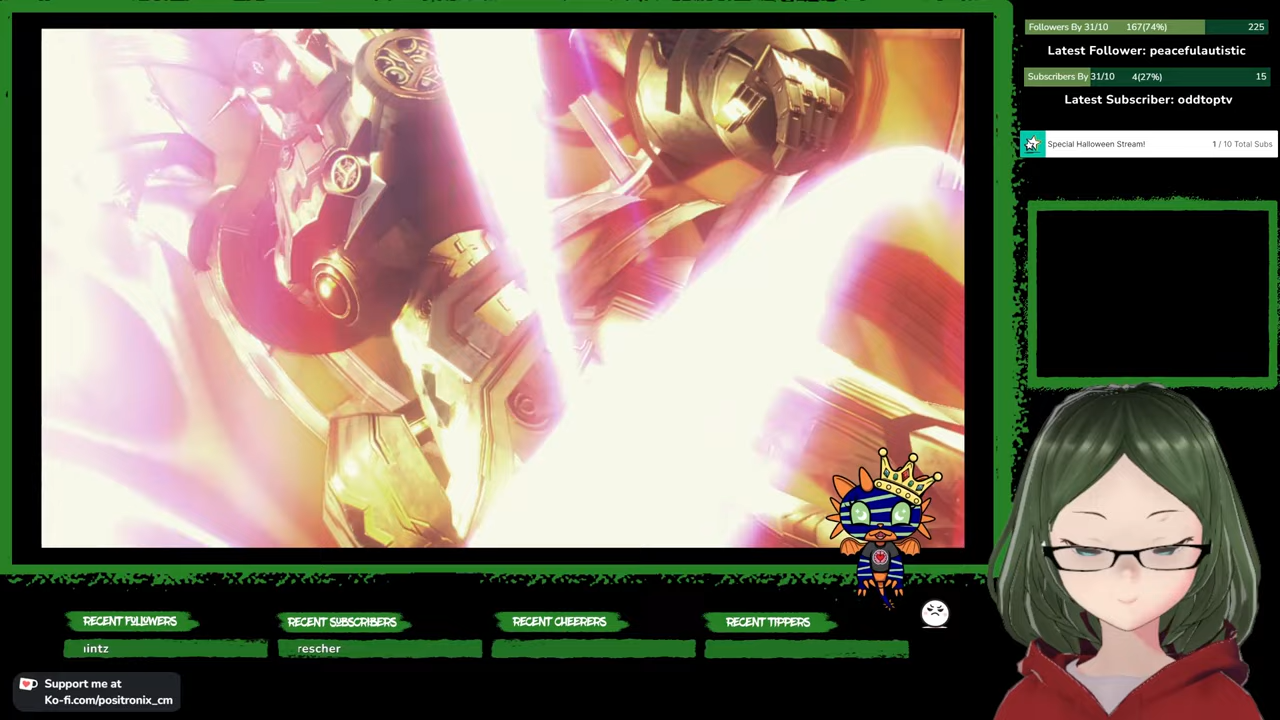 Followers By 31/10 167(74%) 225
Latest Follower: peacefulautistic
Subscribers By 31/10 4(27%) 15
Latest Subscriber: oddtoptv
Special Halloween Stream! 1 / 10 Total Subs
RECENT FOLLOWERS
RECENT SUBSCRIBERS
RECENT CHEERERS
RECENT TIPPERS
rescher
Support me at
Ko-fi.com/positronix_cm